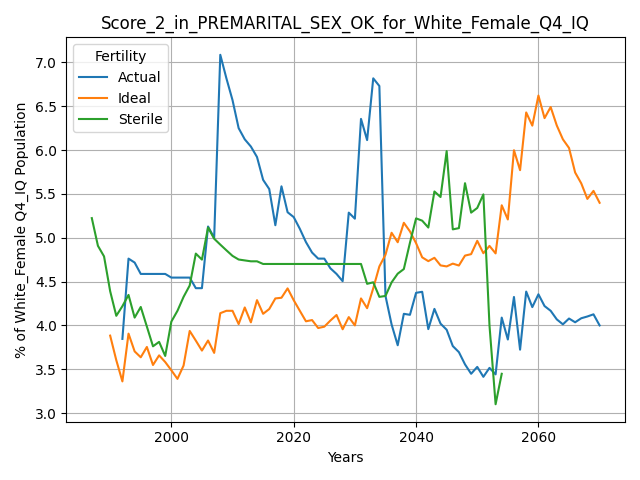 Score_2_in_PREMARITAL_SEX_OK_for_White_Female_Q4_IQ
Fertility
Actual
Ideal
Sterile
% of White_Female Q4_IQ Population
7.0
6.5
6.0
5.5
5.0
4.5
4.0
3.5
3.0
2000
2020
2040
2060
Years